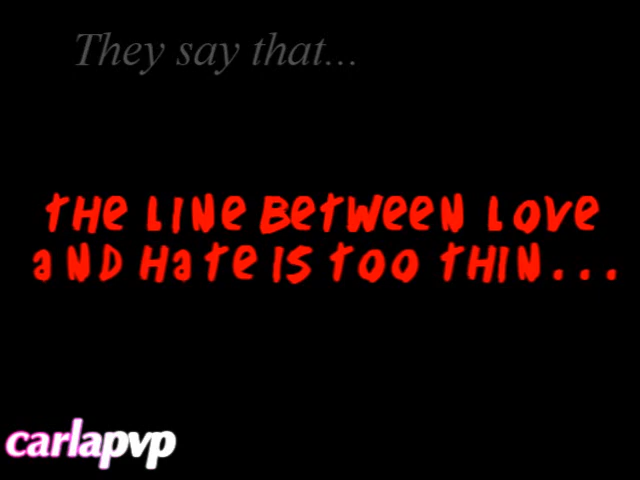 They say that...
the LINe BetWeeN Love
aND Hate IS too tHIN...
carlapvp